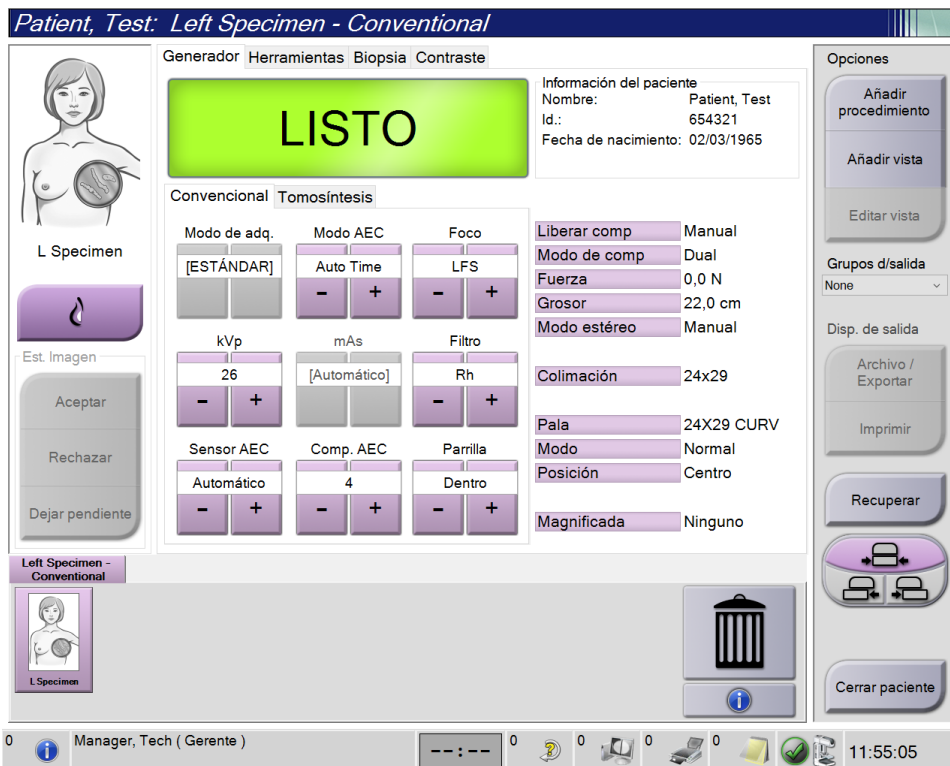 Patient, Test: Left Specimen - Conventional
L Specimen
Est. Imagen
Aceptar
Rechazar
Dejar pendiente
Generador Herramientas Biopsia Contraste
LISTO
Información del paciente
Nombre: Patient, Test
Id.: 654321
Fecha de nacimiento: 02/03/1965
Convencional Tomosíntesis
Modo de adq. Modo AEC Foco
[ESTÁNDAR] Auto Time LFS
- + - +
kVp mAs Filtro
26 [Automático] Rh
- + - +
Sensor AEC Comp. AEC Parrilla
Automático 4 Dentro
- + - + - +
Liberar comp Manual
Modo de comp Dual
Fuerza 0,0 N
Grosor 22,0 cm
Modo estéreo Manual
Colimación 24x29
Pala 24X29 CURV
Modo Normal
Posición Centro
Magnificada Ninguno
Opciones
Añadir
procedimiento
Añadir vista
Editar vista
Grupos d/salida
None
Disp. de salida
Archivo /
Exportar
Imprimir
Recuperar
Cerrar paciente
Left Specimen -
Conventional
L Specimen
0 Manager, Tech ( Gerente ) --:-- 0 0 0 0 11:55:05